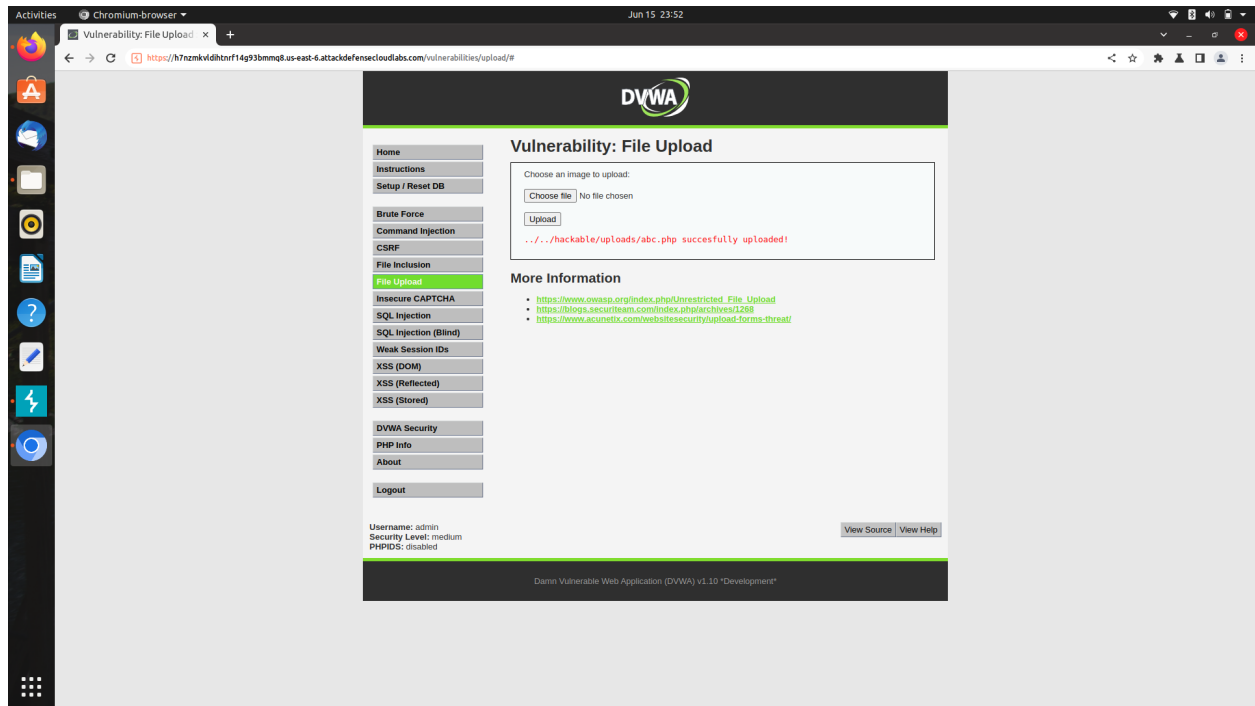 Activities
Chromium-browser
Jun 15 23:52
Vulnerability: File Upload
https://h7nzmkvldihtnrf14g93bmmq8.us-east-6.attackdefensecloudlabs.com/vulnerabilities/upload/#
DVWA
Home
Instructions
Setup / Reset DB
Brute Force
Command Injection
CSRF
File Inclusion
File Upload
Insecure CAPTCHA
SQL Injection
SQL Injection (Blind)
Weak Session IDs
XSS (DOM)
XSS (Reflected)
XSS (Stored)
DVWA Security
PHP Info
About
Logout
Vulnerability: File Upload
Choose an image to upload:
Choose file No file chosen
Upload
../../hackable/uploads/abc.php succesfully uploaded!
More Information
https://www.owasp.org/index.php/Unrestricted_File_Upload
https://blogs.securiteam.com/index.php/archives/1268
https://www.acunetix.com/websitesecurity/upload-forms-threat/
Username: admin
Security Level: medium
PHPIDS: disabled
View Source View Help
Damn Vulnerable Web Application (DVWA) v1.10 *Development*